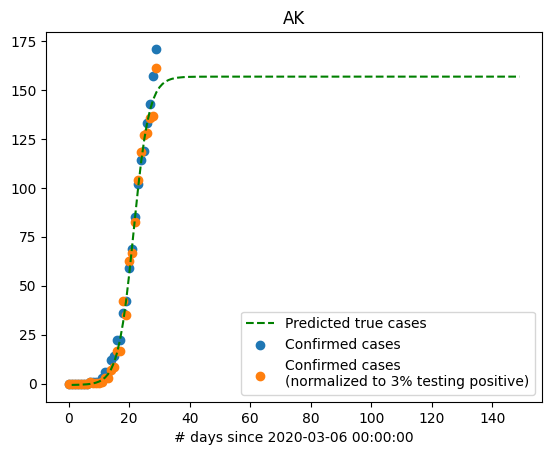 AK
175
150
125
100
75
50
25
0
Predicted true cases
Confirmed cases
Confirmed cases
(normalized to 3% testing positive)
0 20 40 60 80 100 120 140
# days since 2020-03-06 00:00:00